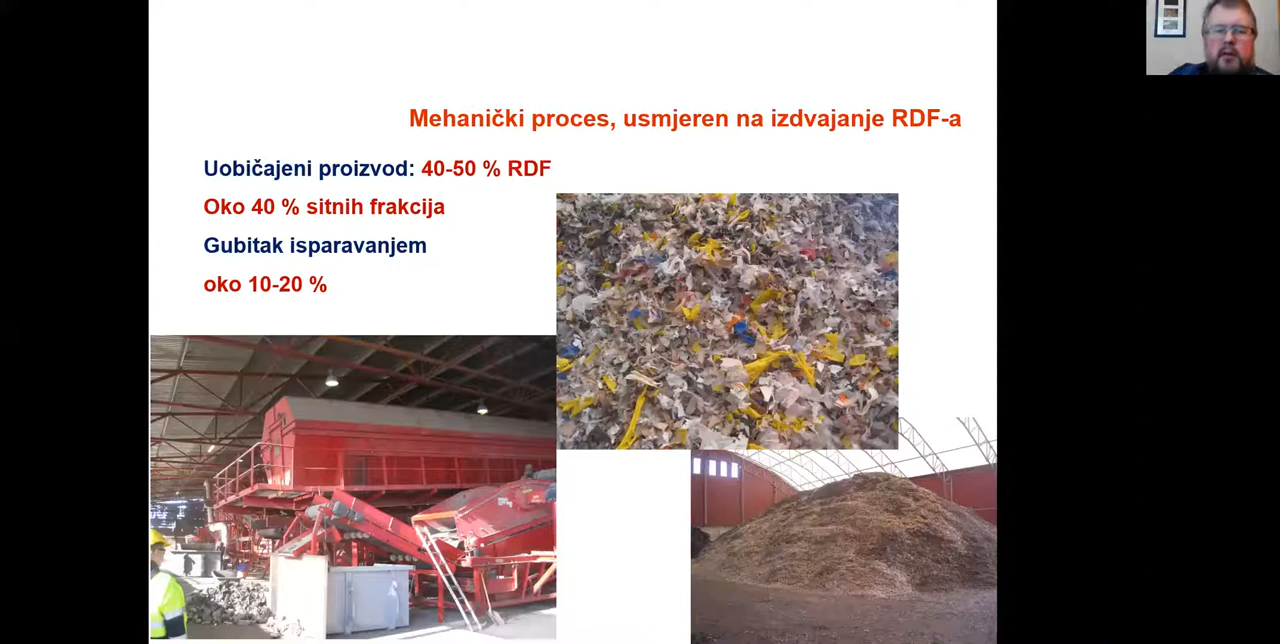 Mehanički proces, usmjeren na izdvajanje RDF-a
Uobičajeni proizvod: 40-50 % RDF
Oko 40 % sitnih frakcija
Gubitak isparavanjem
oko 10-20 %